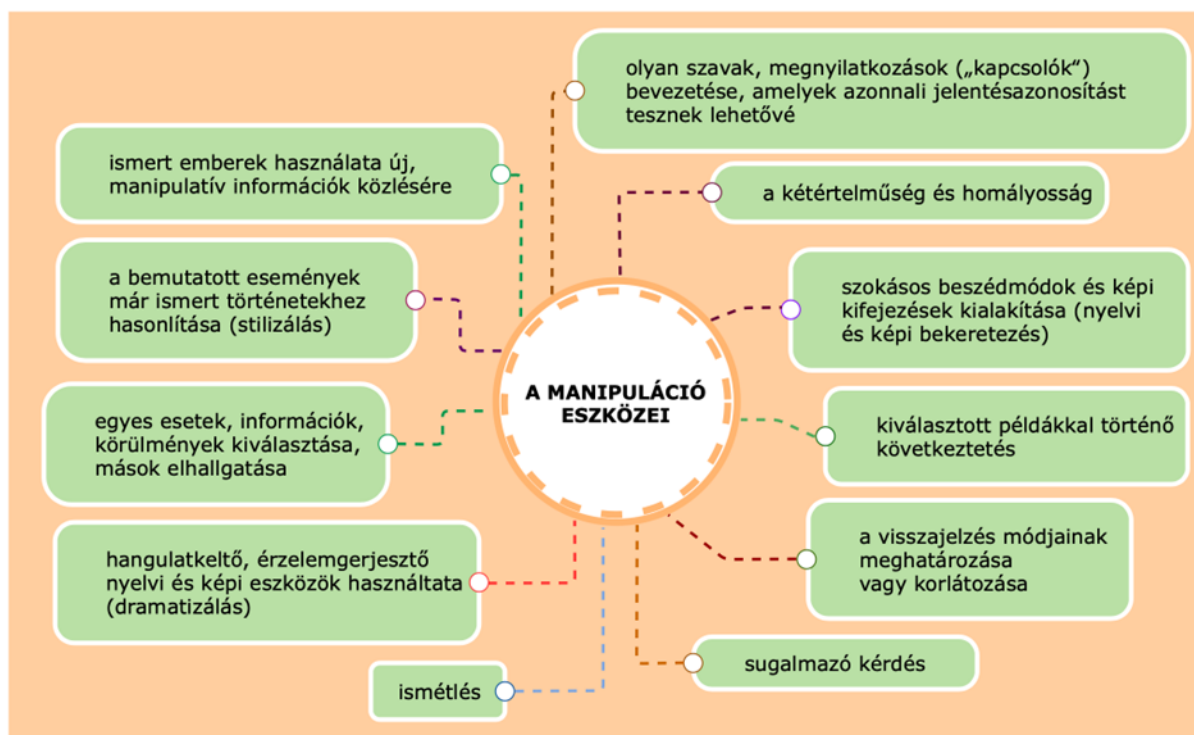 olyan szavak, megnyilatkozások („kapcsolók“)
bevezetése, amelyek azonnali jelentésazonosítást
tesznek lehetővé
ismert emberek használata új,
manipulatív információk közlésére
a kétértelműség és homályosság
a bemutatott események
már ismert történetekhez
hasonlítása (stilizálás)
szokásos beszédmódok és képi
kifejezések kialakítása (nyelvi
és képi bekeretezés)
A MANIPULÁCIÓ
ESZKÖZEI
egyes esetek, információk,
körülmények kiválasztása,
mások elhallgatása
kiválasztott példákkal történő
következtetés
hangulatkeltő, érzelemgerjesztő
nyelvi és képi eszközök használtata
(dramatizálás)
a visszajelzés módjainak
meghatározása
vagy korlátozása
sugalmazó kérdés
ismétlés